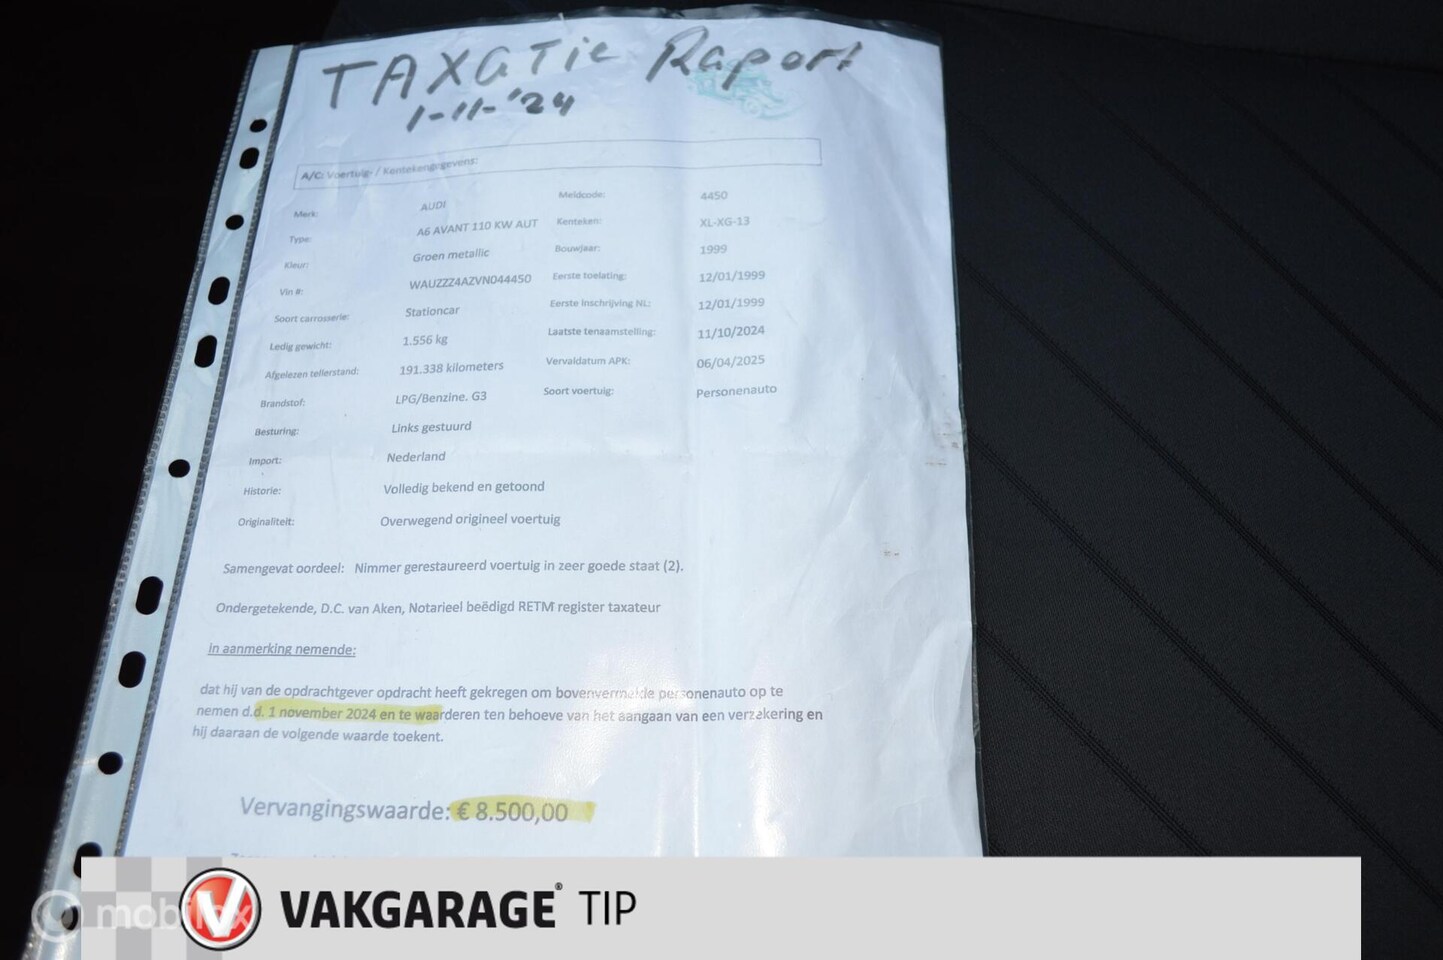 TAXATie Raport
1-11-'24
A/C: Voertuig- / Kentekengegevens:
Merk: AUDI Meldcode: 4450
Type: A6 AVANT 110 KW AUT Kenteken: XL-XG-13
Kleur: Groen metallic Bouwjaar: 1999
Vin #: WAUZZZ4AZVN044450 Eerste toelating: 12/01/1999
Soort carrosserie: Stationcar Eerste inschrijving NL: 12/01/1999
Ledig gewicht: 1.556 kg Laatste tenaamstelling: 11/10/2024
Afgelezen tellerstand: 191.338 kilometers Vervaldatum APK: 06/04/2025
Brandstof: LPG/Benzine. G3 Soort voertuig: Personenauto
Besturing: Links gestuurd
Import: Nederland
Historie: Volledig bekend en getoond
Originaliteit: Overwegend origineel voertuig
Samengevat oordeel: Nimmer gerestaureerd voertuig in zeer goede staat (2).
Ondergetekende, D.C. van Aken, Notarieel beëdigd RETM register taxateur
in aanmerking nemende:
dat hij van de opdrachtgever opdracht heeft gekregen om bovenvermelde personenauto op te
nemen d.d. 1 november 2024 en te waarderen ten behoeve van het aangaan van een verzakering en
hij daaraan de volgende waarde toekent.
Vervangingswaarde: € 8.500,00
mobilox
VAKGARAGE® TIP